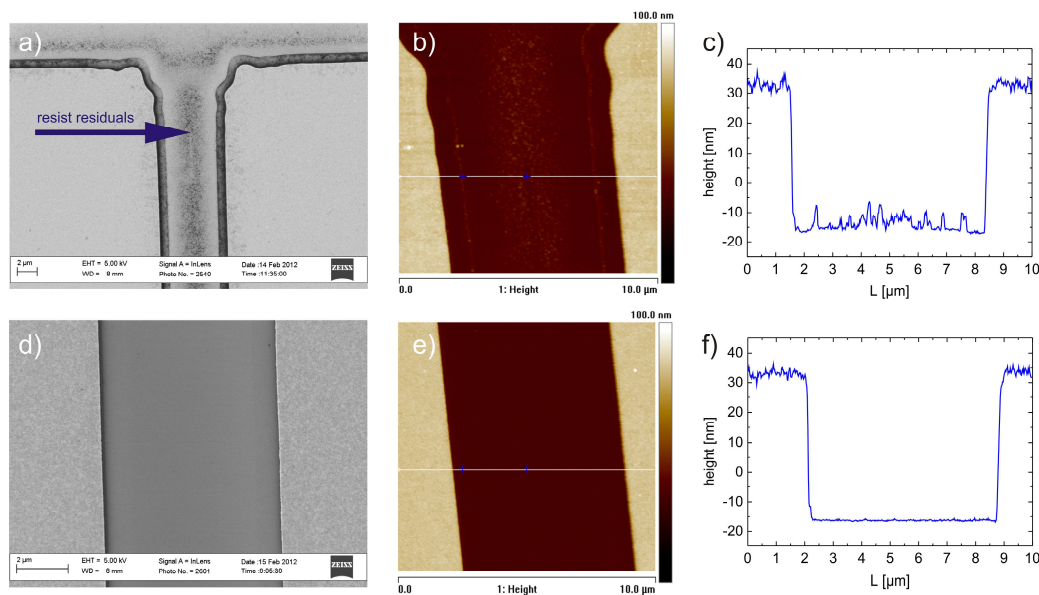 a)
resist residuals
2 µm
EHT = 5.00 kV
WD = 9 mm
Signal A = InLens
Photo No. = 2540
Date :14 Feb 2012
Time :11:35:00
ZEISS
b)
100.0 nm
0.0
1: Height
10.0 µm
c)
height [nm]
40
30
20
10
0
-10
-20
0 1 2 3 4 5 6 7 8 9 10
L [µm]
d)
2 µm
EHT = 5.00 kV
WD = 6 mm
Signal A = InLens
Photo No. = 2601
Date :15 Feb 2012
Time :0:06:30
ZEISS
e)
100.0 nm
0.0
1: Height
10.0 µm
f)
height [nm]
40
30
20
10
0
-10
-20
0 1 2 3 4 5 6 7 8 9 10
L [µm]